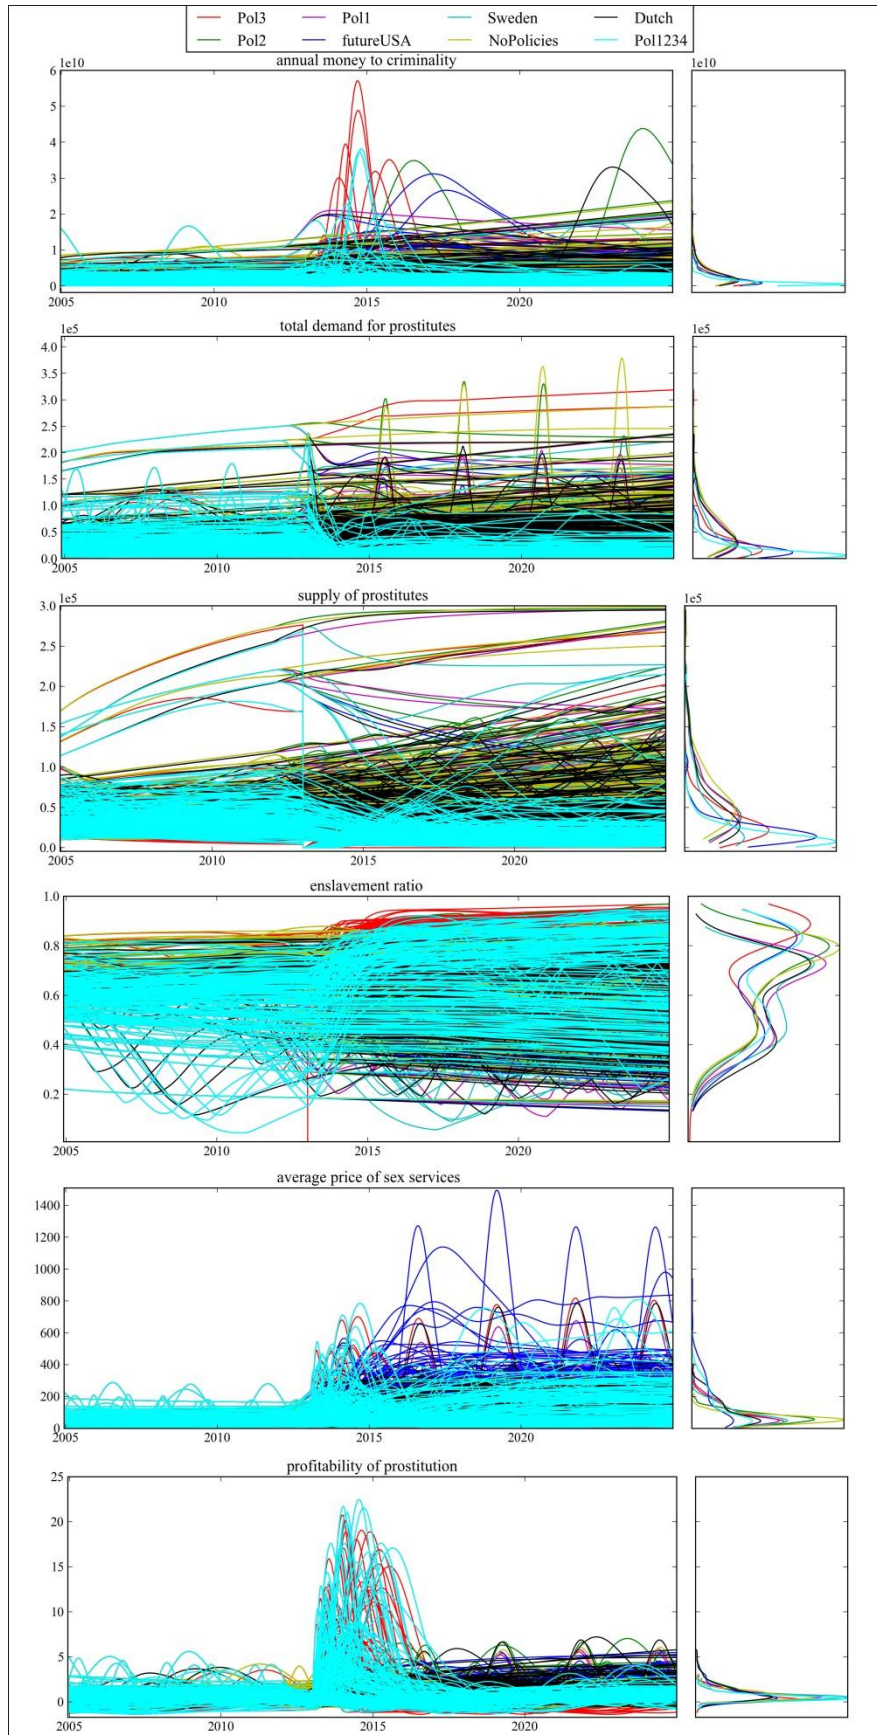 Pol3 Pol1 Sweden Dutch
Pol2 futureUSA NoPolicies Pol1234
annual money to criminality
1e10 1e10
6
5
4
3
2
1
0
2005 2010 2015 2020
total demand for prostitutes
1e5 1e5
4.0
3.5
3.0
2.5
2.0
1.5
1.0
0.5
0.0
2005 2010 2015 2020
supply of prostitutes
1e5 1e5
3.0
2.5
2.0
1.5
1.0
0.5
0.0
2005 2010 2015 2020
enslavement ratio
1.0
0.8
0.6
0.4
0.2
2005 2010 2015 2020
average price of sex services
1400
1200
1000
800
600
400
200
0
2005 2010 2015 2020
profitability of prostitution
25
20
15
10
5
0
2005 2010 2015 2020